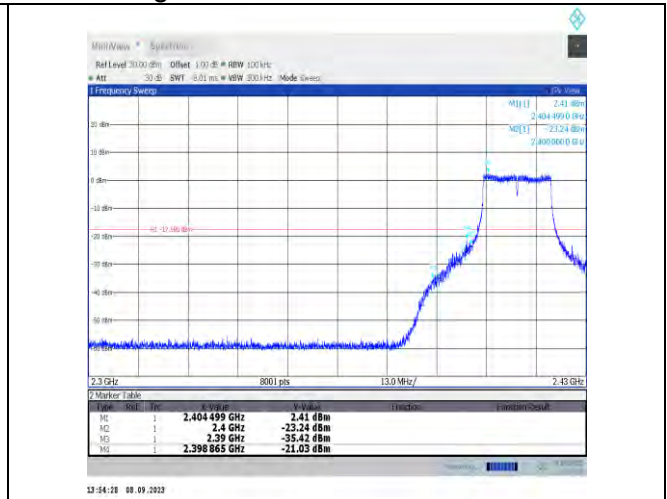 MultiView Spectrum
Ref Level 20.00 dBm Offset 1.00 dB RBW 100 kHz
Att 30 dB SWT 8.01 ms VBW 300 kHz Mode Sweep
1 Frequency Sweep
M1[1] 2.41 dBm
2.404 499 0 GHz
M2[1] -23.24 dBm
2.400 000 0 GHz
20 dBm
10 dBm
0 dBm
-10 dBm
-20 dBm
-30 dBm
-40 dBm
-50 dBm
2.3 GHz 8001 pts 13.0 MHz/ 2.43 GHz
2 Marker Table
Type Ref Trc X-Value Y-Value Function Function Result
M1 1 2.404 499 GHz 2.41 dBm
M2 1 2.4 GHz -23.24 dBm
M3 1 2.39 GHz -35.42 dBm
M4 1 2.398 865 GHz -21.03 dBm
13:54:28 08.09.2023